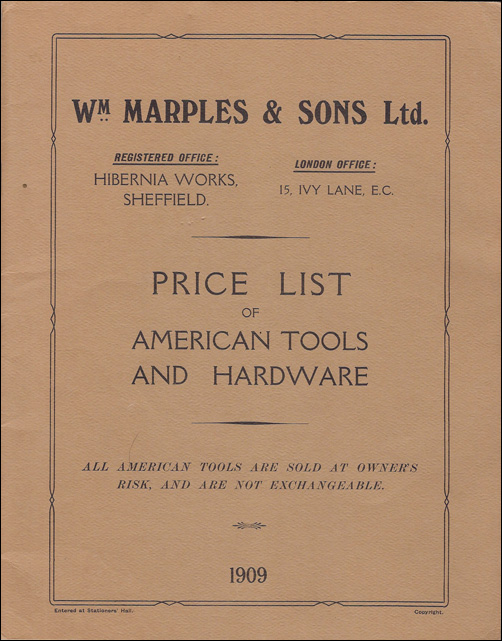 WM MARPLES & SONS Ltd.
REGISTERED OFFICE:
HIBERNIA WORKS,
SHEFFIELD.
LONDON OFFICE:
15, IVY LANE, E.C.
PRICE LIST
OF
AMERICAN TOOLS
AND HARDWARE
ALL AMERICAN TOOLS ARE SOLD AT OWNER'S
RISK, AND ARE NOT EXCHANGEABLE.
1909
Entered at Stationers' Hall.
Copyright.